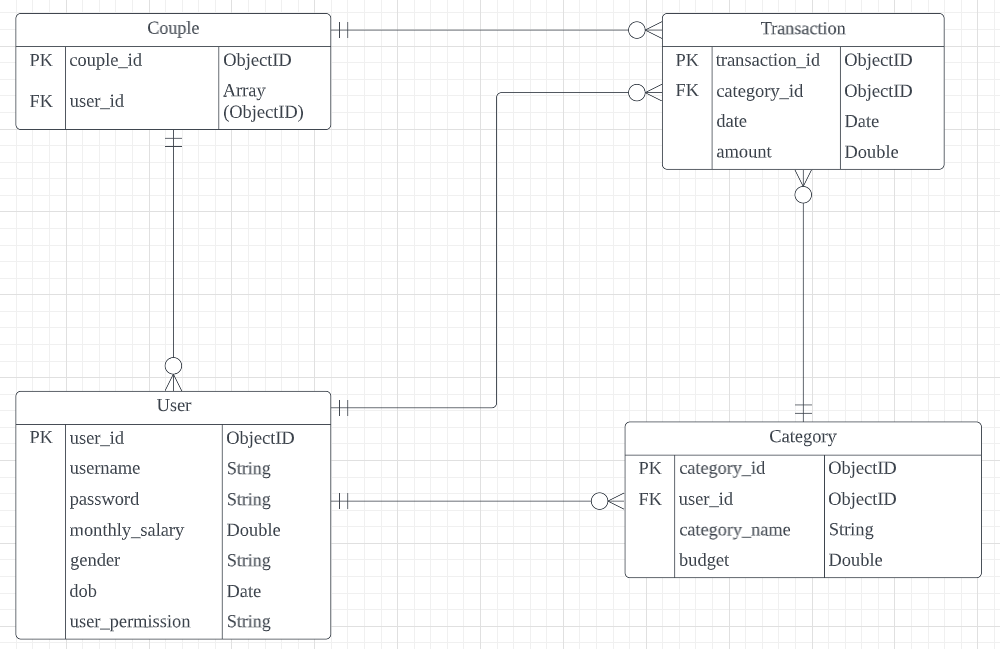 Couple
PK couple_id ObjectID
FK user_id Array
(ObjectID)
Transaction
PK transaction_id ObjectID
FK category_id ObjectID
date Date
amount Double
User
PK user_id ObjectID
username String
password String
monthly_salary Double
gender String
dob Date
user_permission String
Category
PK category_id ObjectID
FK user_id ObjectID
category_name String
budget Double